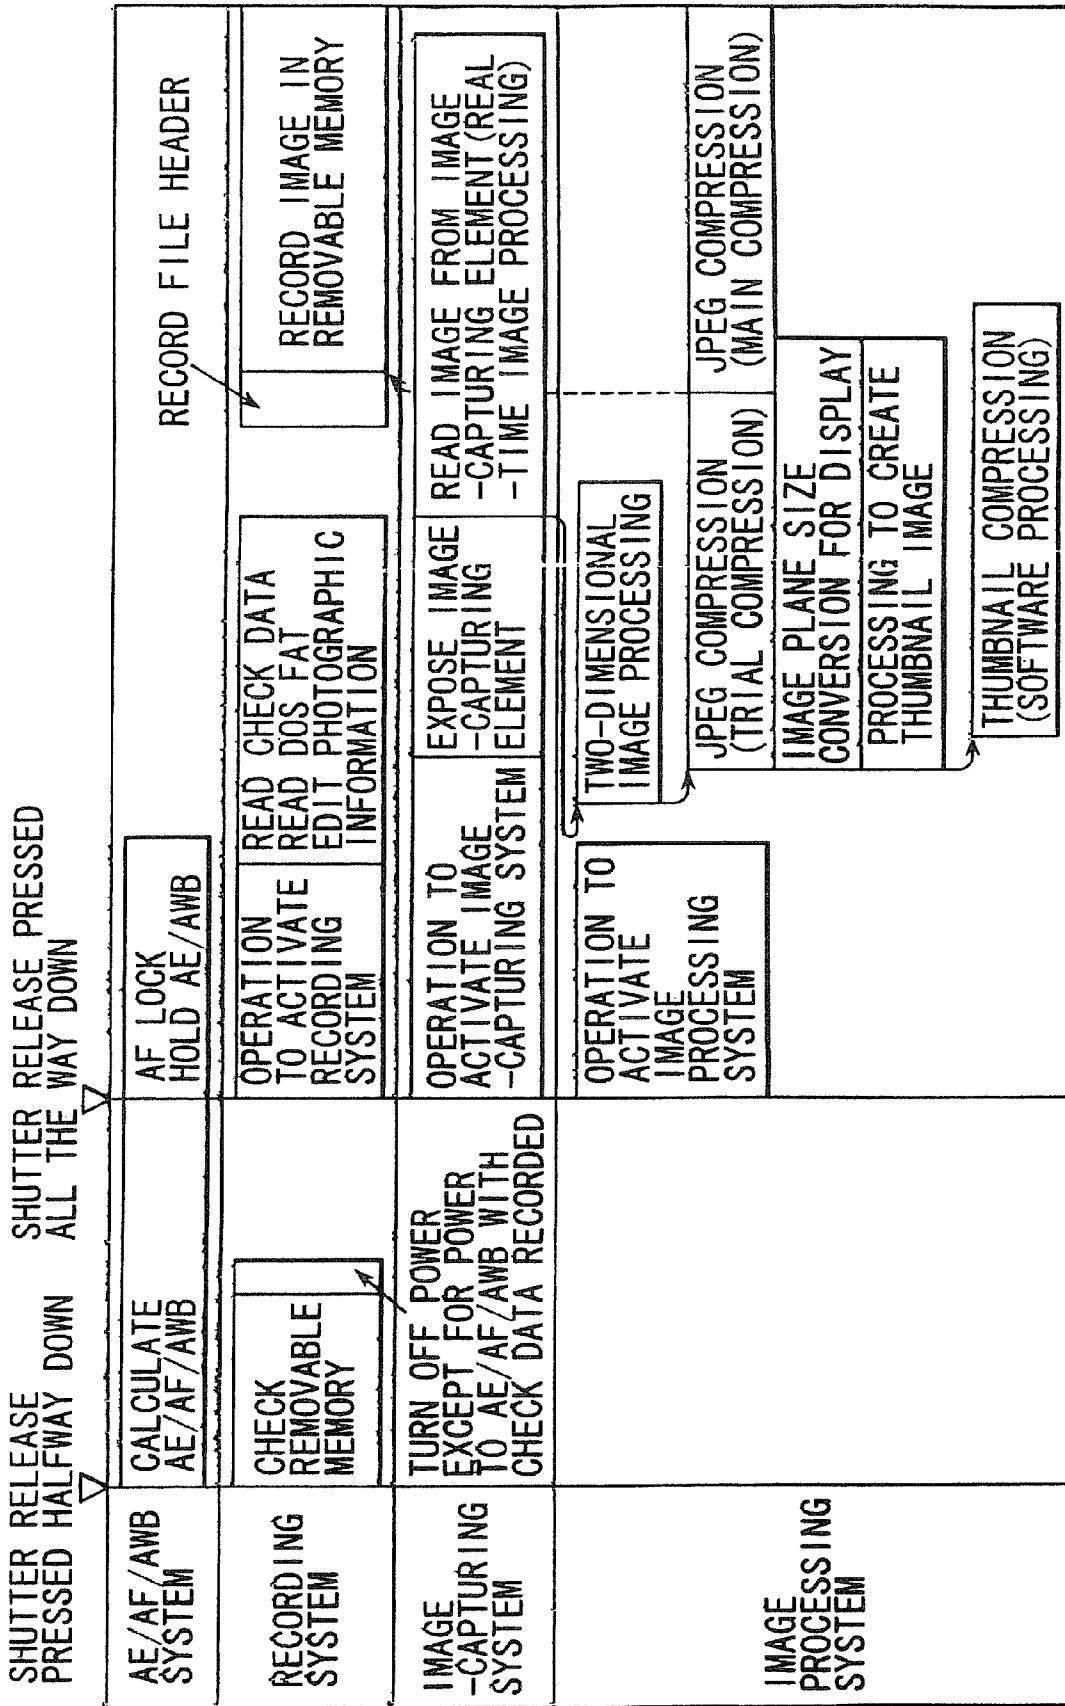 SHUTTER RELEASE
PRESSED HALFWAY DOWN
SHUTTER RELEASE PRESSED
ALL THE WAY DOWN
AE/AF/AWB
SYSTEM
CALCULATE
AE/AF/AWB
AF LOCK
HOLD AE/AWB
RECORD FILE HEADER
RECORDING
SYSTEM
CHECK
REMOVABLE
MEMORY
OPERATION
TO ACTIVATE
RECORDING
SYSTEM
READ CHECK DATA
READ DOS FAT
EDIT PHOTOGRAPHIC
INFORMATION
RECORD IMAGE IN
REMOVABLE MEMORY
IMAGE
-CAPTURING
SYSTEM
TURN OFF POWER
EXCEPT FOR POWER
TO AE/AF/AWB WITH
CHECK DATA RECORDED
OPERATION TO
ACTIVATE IMAGE
-CAPTURING SYSTEM
EXPOSE IMAGE
-CAPTURING
ELEMENT
READ IMAGE FROM IMAGE
-CAPTURING ELEMENT(REAL
-TIME IMAGE PROCESSING)
IMAGE
PROCESSING
SYSTEM
OPERATION TO
ACTIVATE
IMAGE
PROCESSING
SYSTEM
TWO-DIMENSIONAL
IMAGE PROCESSING
JPEG COMPRESSION
(TRIAL COMPRESSION)
JPEG COMPRESSION
(MAIN COMPRESSION)
IMAGE PLANE SIZE
CONVERSION FOR DISPLAY
PROCESSING TO CREATE
THUMBNAIL IMAGE
THUMBNAIL COMPRESSION
(SOFTWARE PROCESSING)